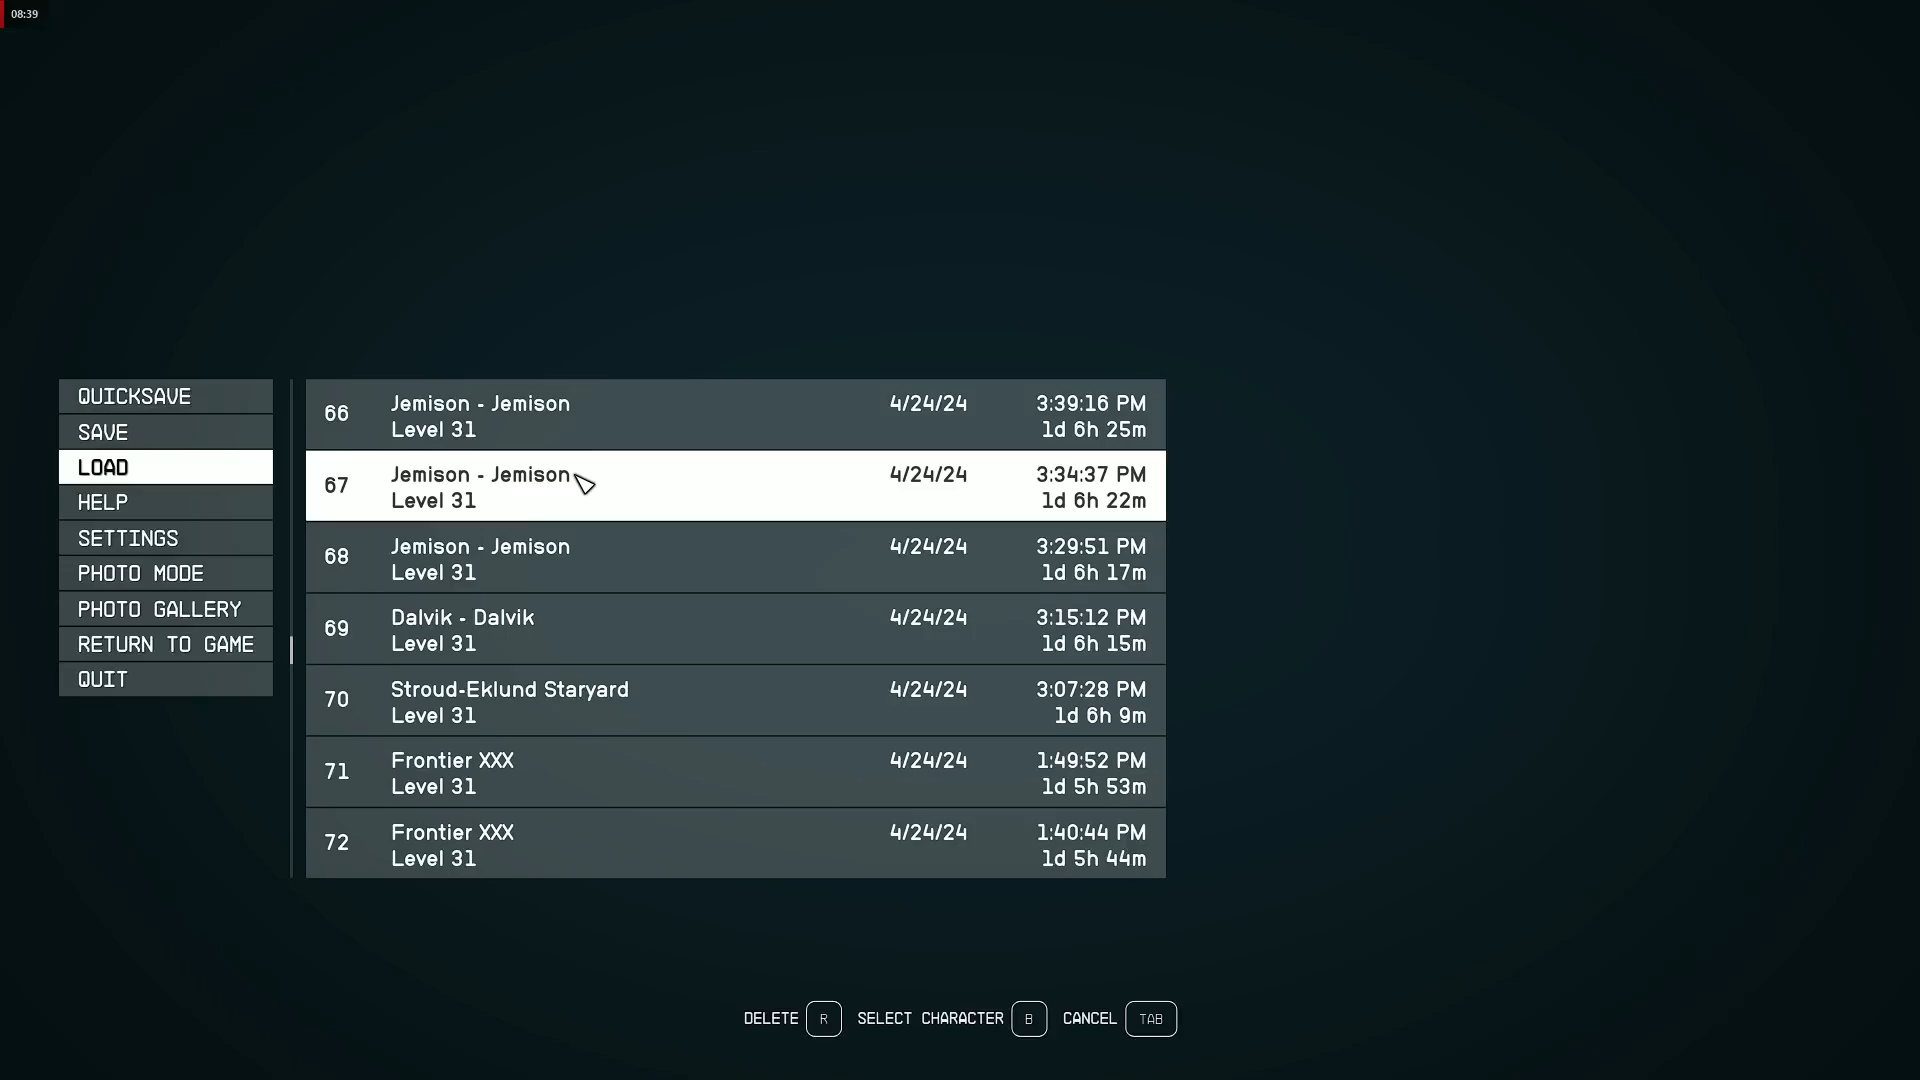 08:39
QUICKSAVE
SAVE
LOAD
HELP
SETTINGS
PHOTO MODE
PHOTO GALLERY
RETURN TO GAME
QUIT
66 Jemison - Jemison 4/24/24 3:39:16 PM
Level 31 1d 6h 25m
67 Jemison - Jemison 4/24/24 3:34:37 PM
Level 31 1d 6h 22m
68 Jemison - Jemison 4/24/24 3:29:51 PM
Level 31 1d 6h 17m
69 Dalvik - Dalvik 4/24/24 3:15:12 PM
Level 31 1d 6h 15m
70 Stroud-Eklund Staryard 4/24/24 3:07:28 PM
Level 31 1d 6h 9m
71 Frontier XXX 4/24/24 1:49:52 PM
Level 31 1d 5h 53m
72 Frontier XXX 4/24/24 1:40:44 PM
Level 31 1d 5h 44m
DELETE R SELECT CHARACTER B CANCEL TAB